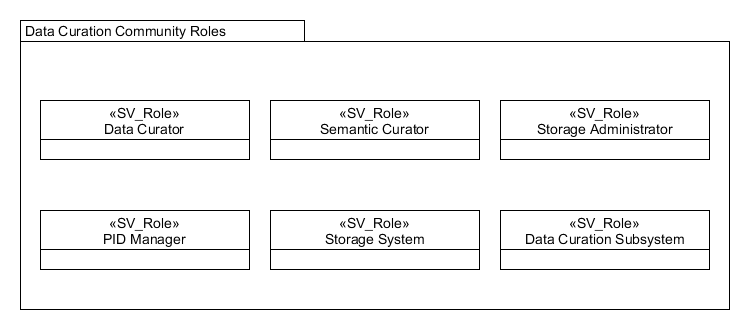 Data Curation Community Roles
«SV_Role»
Data Curator
«SV_Role»
Semantic Curator
«SV_Role»
Storage Administrator
«SV_Role»
PID Manager
«SV_Role»
Storage System
«SV_Role»
Data Curation Subsystem